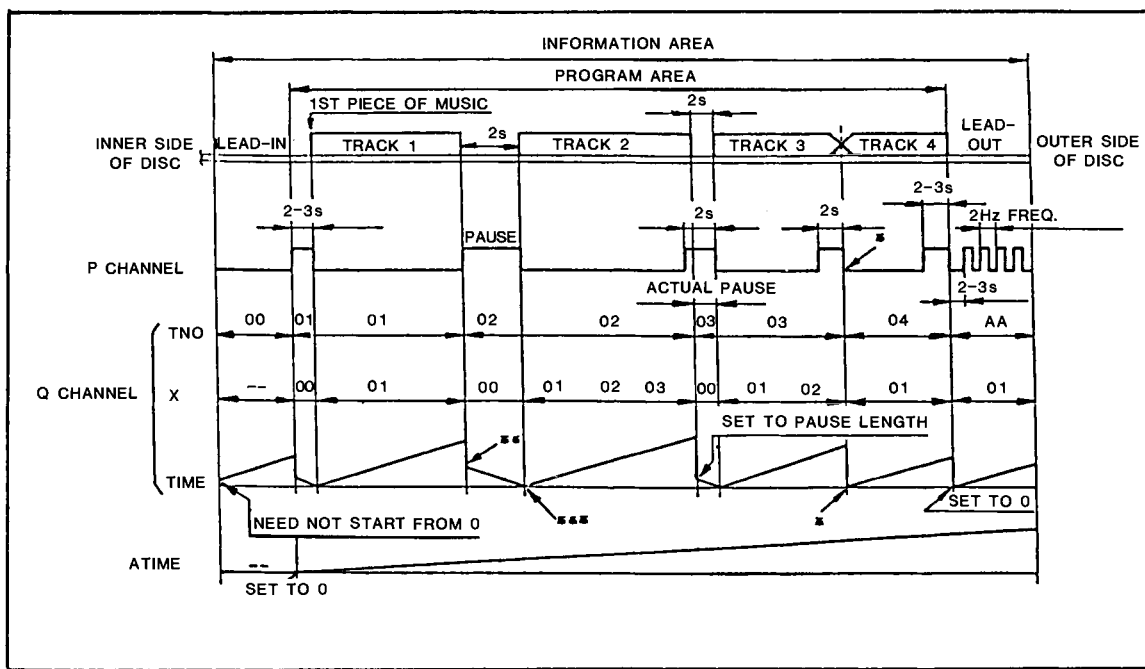 INFORMATION AREA
PROGRAM AREA
2s
1ST PIECE OF MUSIC
INNER SIDE
OF DISC
LEAD-IN
TRACK 1
2s
TRACK 2
TRACK 3
TRACK 4
LEAD-
OUT
OUTER SIDE
OF DISC
2-3s
2s
2s
2-3s
2Hz FREQ.
P CHANNEL
PAUSE
*
ACTUAL PAUSE
2-3s
Q CHANNEL
TNO
00 01 01 02 02 03 03 04 AA
X
-- 00 01 00 01 02 03 00 01 02 01 01
SET TO PAUSE LENGTH
**
TIME
NEED NOT START FROM 0
***
*
SET TO 0
ATIME
--
SET TO 0